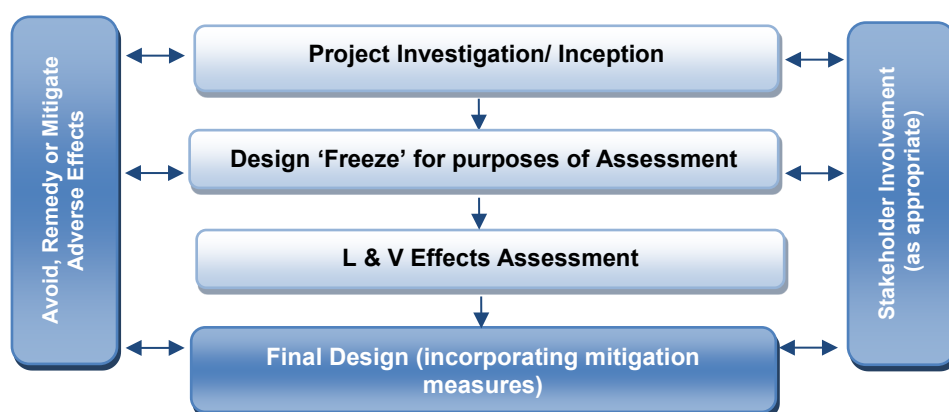 Avoid, Remedy or Mitigate
Adverse Effects
Project Investigation/ Inception
Design ‘Freeze’ for purposes of Assessment
L & V Effects Assessment
Final Design (incorporating mitigation
measures)
Stakeholder Involvement
(as appropriate)